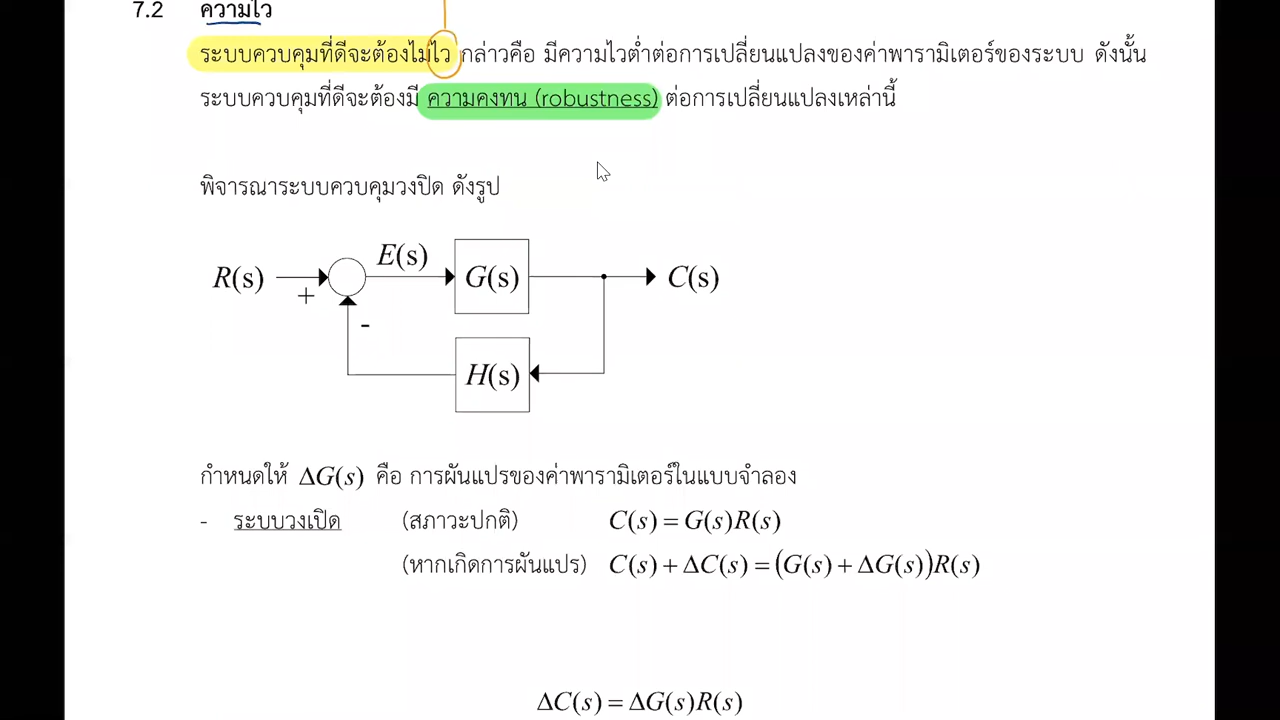 7.2 ความไว
ระบบควบคุมที่ดีจะต้องไม่ไว กล่าวคือ มีความไวต่ำต่อการเปลี่ยนแปลงของค่าพารามิเตอร์ของระบบ ดังนั้น
ระบบควบคุมที่ดีจะต้องมี ความคงทน (robustness) ต่อการเปลี่ยนแปลงเหล่านี้
พิจารณาระบบควบคุมวงปิด ดังรูป
R(s) + E(s) G(s) C(s)
-
H(s)
กำหนดให้ ΔG(s) คือ การผันแปรของค่าพารามิเตอร์ในแบบจำลอง
- ระบบวงเปิด (สภาวะปกติ) C(s) = G(s)R(s)
(หากเกิดการผันแปร) C(s) + ΔC(s) = (G(s) + ΔG(s))R(s)
ΔC(s) = ΔG(s)R(s)